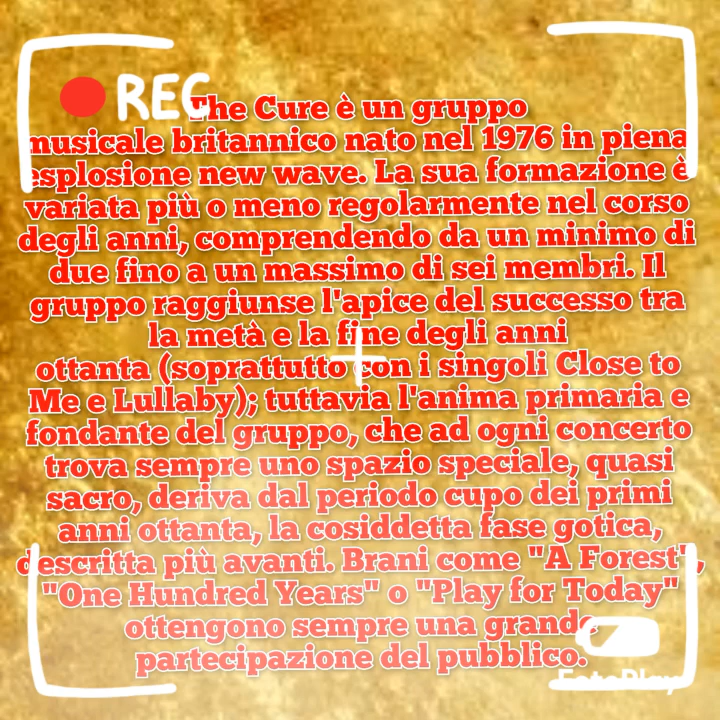 REC
The Cure è un gruppo
musicale britannico nato nel 1976 in piena
esplosione new wave. La sua formazione è
variata più o meno regolarmente nel corso
degli anni, comprendendo da un minimo di
due fino a un massimo di sei membri. Il
gruppo raggiunse l'apice del successo tra
la metà e la fine degli anni
ottanta (soprattutto con i singoli Close to
Me e Lullaby); tuttavia l'anima primaria e
fondante del gruppo, che ad ogni concerto
trova sempre uno spazio speciale, quasi
sacro, deriva dal periodo cupo dei primi
anni ottanta, la cosiddetta fase gotica,
descritta più avanti. Brani come "A Forest",
"One Hundred Years" o "Play for Today"
ottengono sempre una grande
partecipazione del pubblico.
FotoPlay